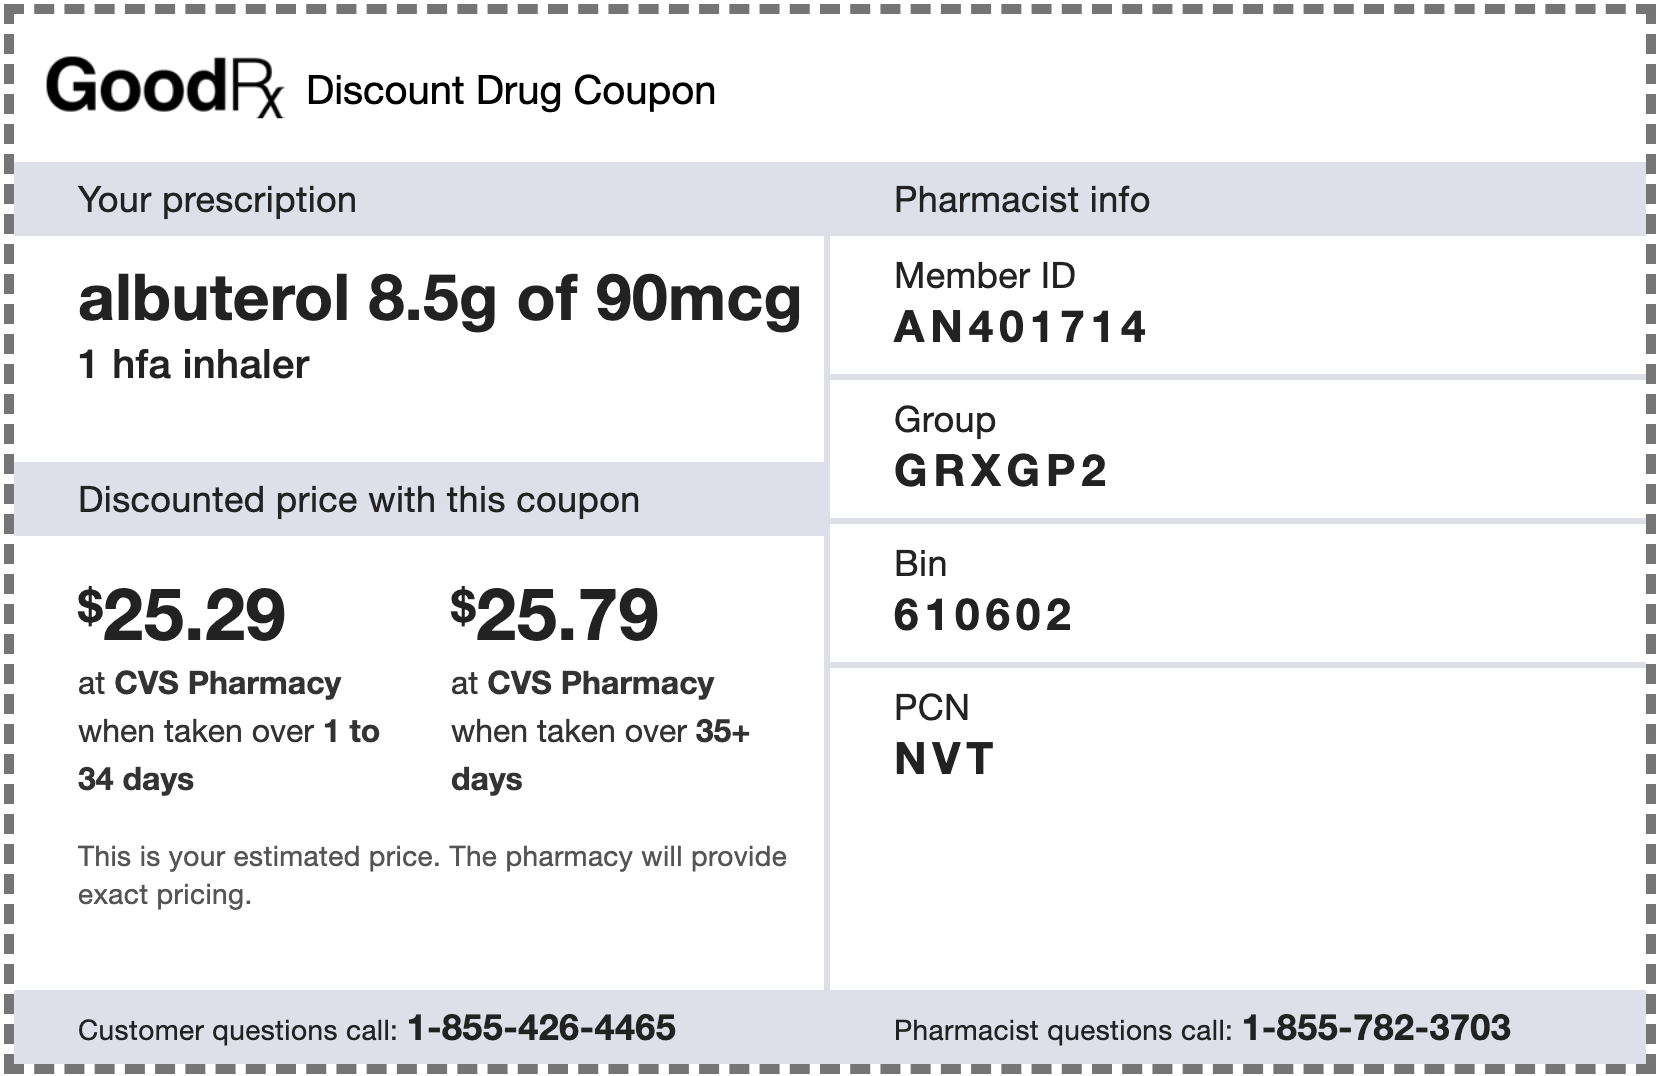 GoodRx Discount Drug Coupon
Your prescription
albuterol 8.5g of 90mcg
1 hfa inhaler
Discounted price with this coupon
$25.29
at CVS Pharmacy
when taken over 1 to
34 days
$25.79
at CVS Pharmacy
when taken over 35+
days
This is your estimated price. The pharmacy will provide
exact pricing.
Pharmacist info
Member ID
AN401714
Group
GRXGP2
Bin
610602
PCN
NVT
Customer questions call: 1-855-426-4465
Pharmacist questions call: 1-855-782-3703